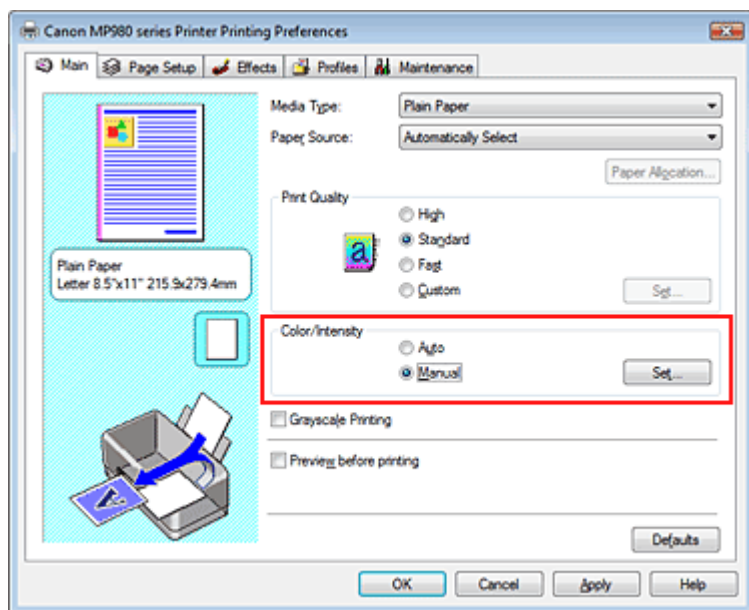 Canon MP980 series Printer Printing Preferences
Main Page Setup Effects Profiles Maintenance
Media Type: Plain Paper
Paper Source: Automatically Select
Paper Allocation...
Print Quality
High
a Standard
Fast
Custom Set...
Plain Paper
Letter 8.5"x11" 215.9x279.4mm
Color/Intensity
Auto
Manual Set...
Grayscale Printing
Preview before printing
A
Defaults
OK Cancel Apply Help